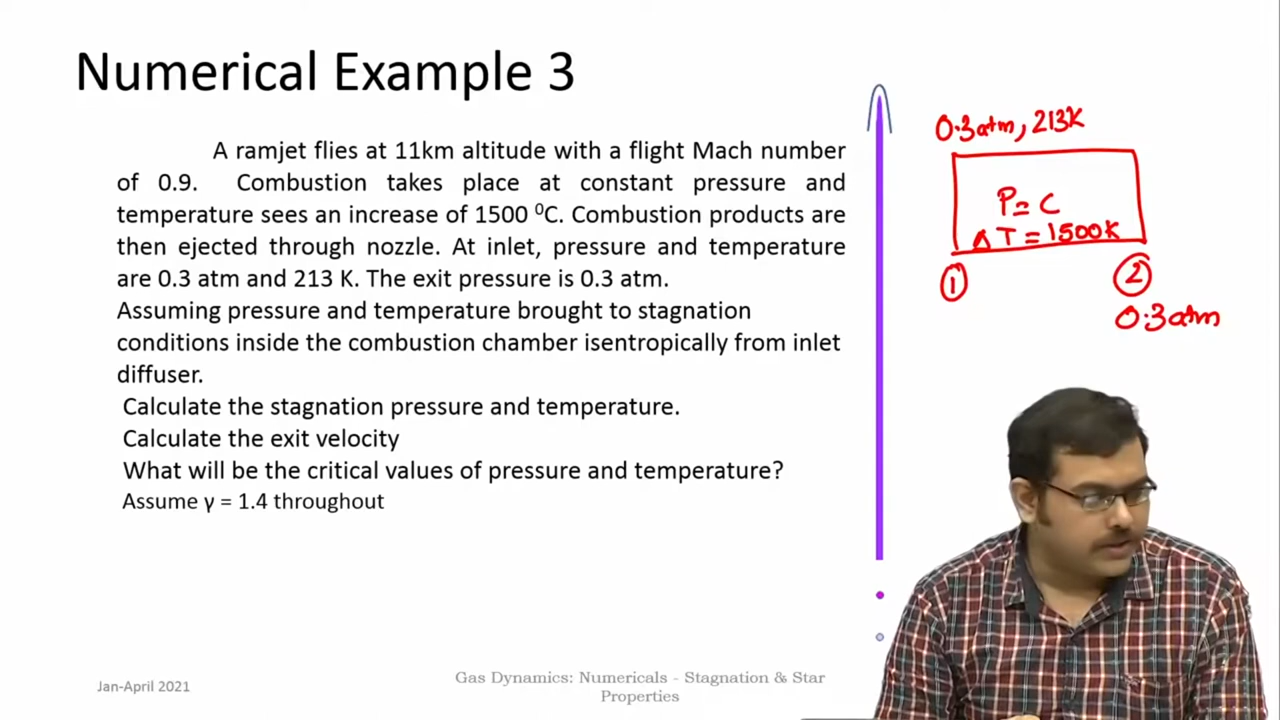 Numerical Example 3
A ramjet flies at 11km altitude with a flight Mach number
of 0.9. Combustion takes place at constant pressure and
temperature sees an increase of 1500 ⁰C. Combustion products are
then ejected through nozzle. At inlet, pressure and temperature
are 0.3 atm and 213 K. The exit pressure is 0.3 atm.
Assuming pressure and temperature brought to stagnation
conditions inside the combustion chamber isentropically from inlet
diffuser.
Calculate the stagnation pressure and temperature.
Calculate the exit velocity
What will be the critical values of pressure and temperature?
Assume γ = 1.4 throughout
0.3atm, 213K
P = C
Δ T = 1500K
1
2
0.3atm
Jan-April 2021
Gas Dynamics: Numericals - Stagnation & Star
Properties